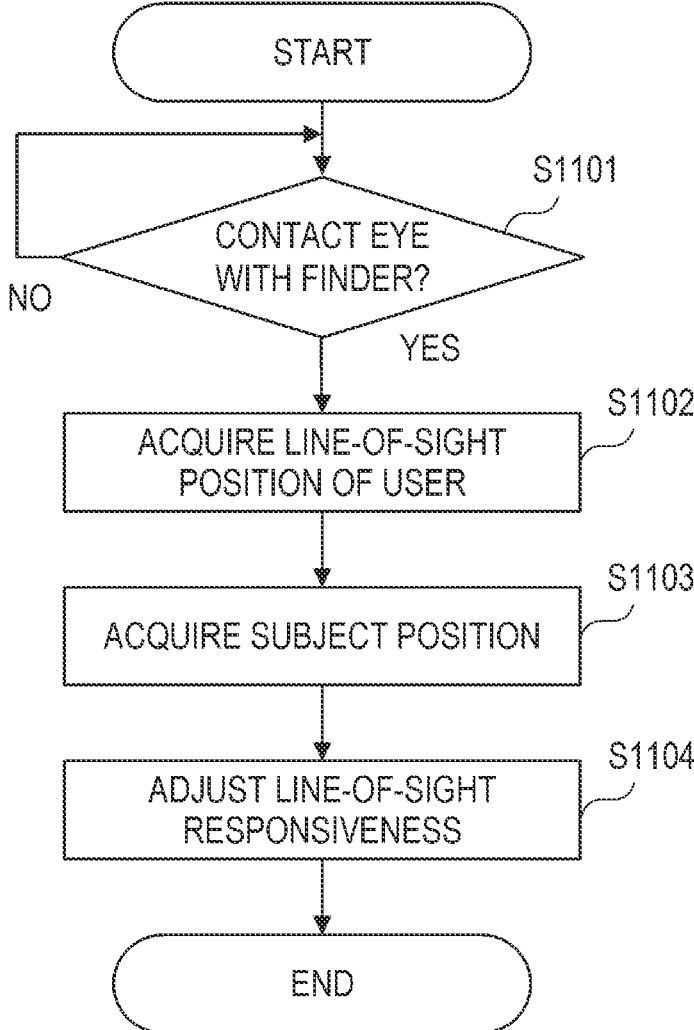 START
S1101
CONTACT EYE
WITH FINDER?
NO
YES
S1102
ACQUIRE LINE-OF-SIGHT
POSITION OF USER
S1103
ACQUIRE SUBJECT POSITION
S1104
ADJUST LINE-OF-SIGHT
RESPONSIVENESS
END